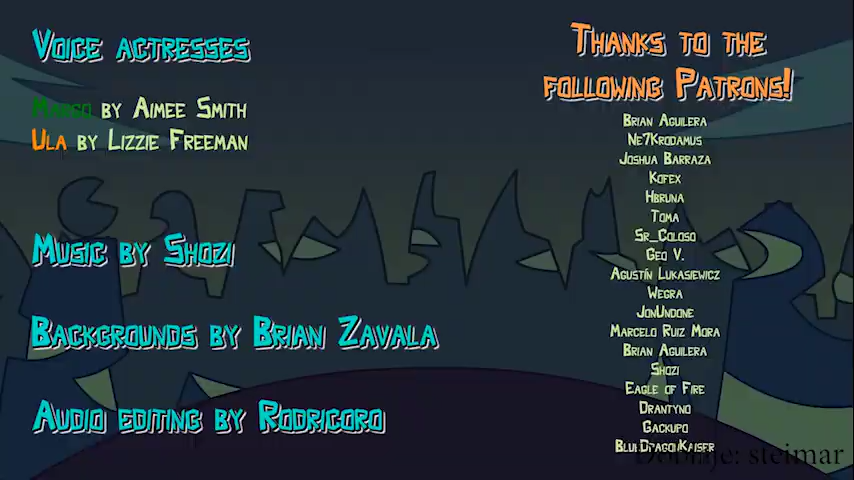 Voice actresses
Margo by Aimee Smith
Ula by Lizzie Freeman
Music by Shozi
Backgrounds by Brian Zavala
Audio editing by Rodricoro
Thanks to the
following Patrons!
Brian Aguilera
Ne7Krodamus
Joshua Barraza
Kofex
Hbruna
Toma
Sr_Coloso
Geo V.
Agustín Lukasiewicz
Wegra
JonUndone
Marcelo Ruiz Mora
Brian Aguilera
Shozi
Eagle of Fire
Drantyno
Gackupo
BlueDragonKaiser
steimar